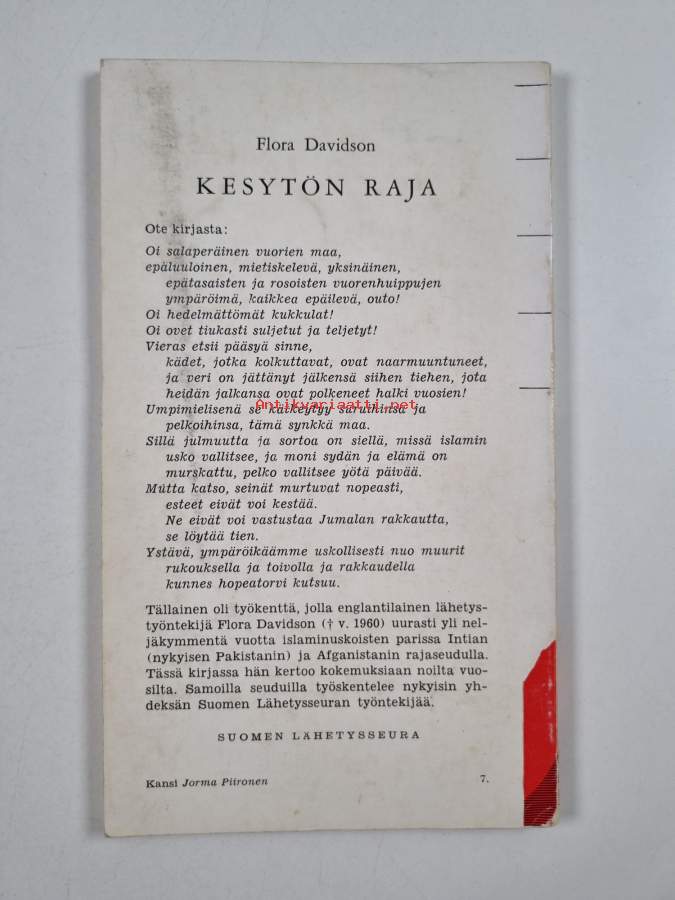 Flora Davidson
KESYTÖN RAJA
Ote kirjasta:
Oi salaperäinen vuorien maa,
epäluuloinen, mietiskelevä, yksinäinen,
epätasaisten ja rosoisten vuorenhuippujen
ympäröimä, kaikkea epäilevä, outo!
Oi hedelmättömät kukkulat!
Oi ovet tiukasti suljetut ja teljetyt!
Vieras etsii pääsyä sinne,
kädet, jotka kolkuttavat, ovat naarmuuntuneet,
ja veri on jättänyt jälkensä siihen tiehen, jota
heidän jalkansa ovat polkeneet halki vuosien!
Umpimielisenä se kätkeytyy suruihinsa ja
Antikvariaatti.net
pelkoihinsa, tämä synkkä maa.
Sillä julmuutta ja sortoa on siellä, missä islamin
usko vallitsee, ja moni sydän ja elämä on
murskattu, pelko vallitsee yötä päivää.
Mutta katso, seinät murtuvat nopeasti,
esteet eivät voi kestää.
Ne eivät voi vastustaa Jumalan rakkautta,
se löytää tien.
Ystävä, ympäröikäämme uskollisesti nuo muurit
rukouksella ja toivolla ja rakkaudella
kunnes hopeatorvi kutsuu.
Tällainen oli työkenttä, jolla englantilainen lähetys-
työntekijä Flora Davidson († v. 1960) uurasti yli nel-
jäkymmentä vuotta islaminuskoisten parissa Intian
(nykyisen Pakistanin) ja Afganistanin rajaseudulla.
Tässä kirjassa hän kertoo kokemuksiaan noilta vuo-
silta. Samoilla seuduilla työskentelee nykyisin yh-
deksän Suomen Lähetysseuran työntekijää.
SUOMEN LÄHETYSSEURA
Kansi Jorma Piironen 7.